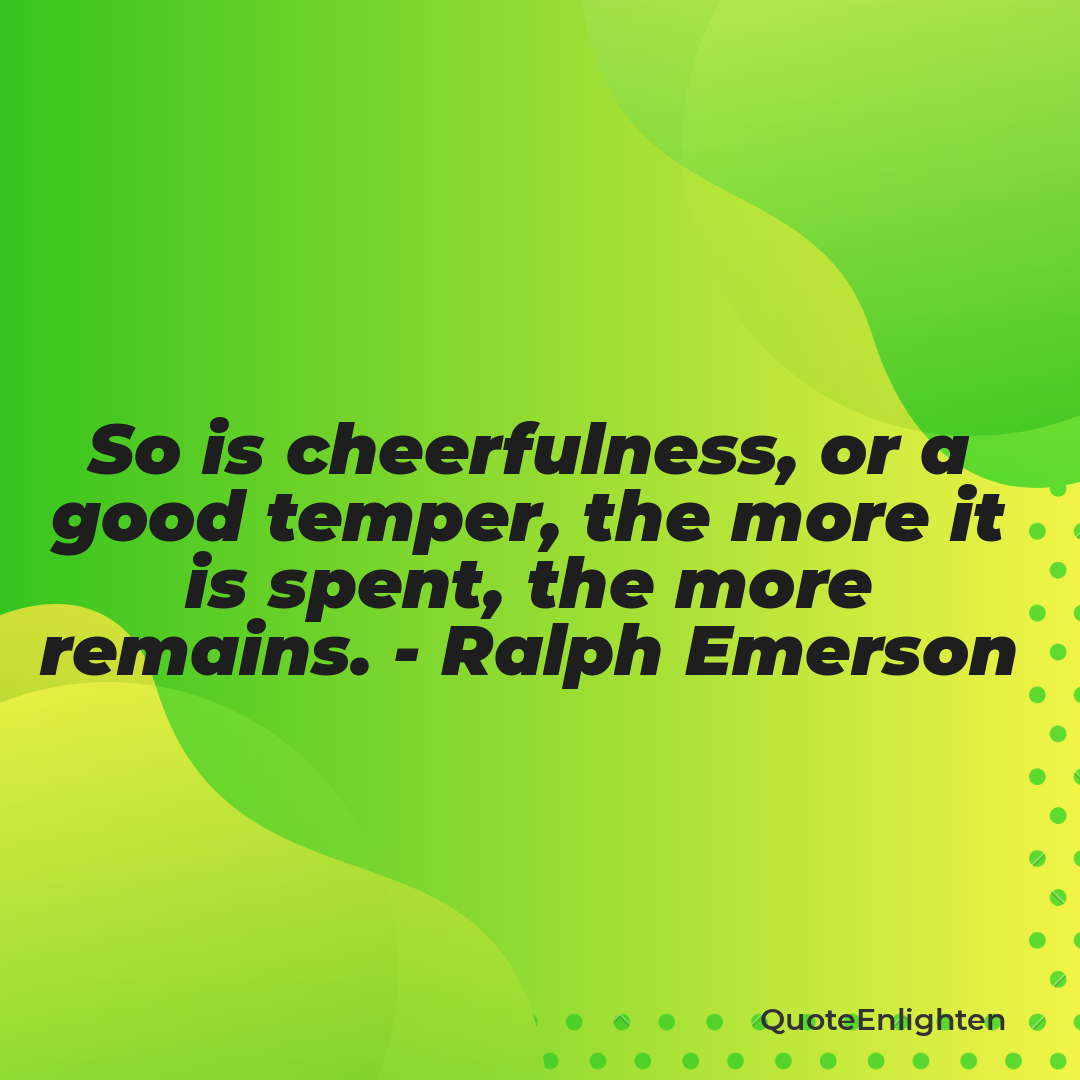 So is cheerfulness, or a
good temper, the more it
is spent, the more
remains. - Ralph Emerson
QuoteEnlighten